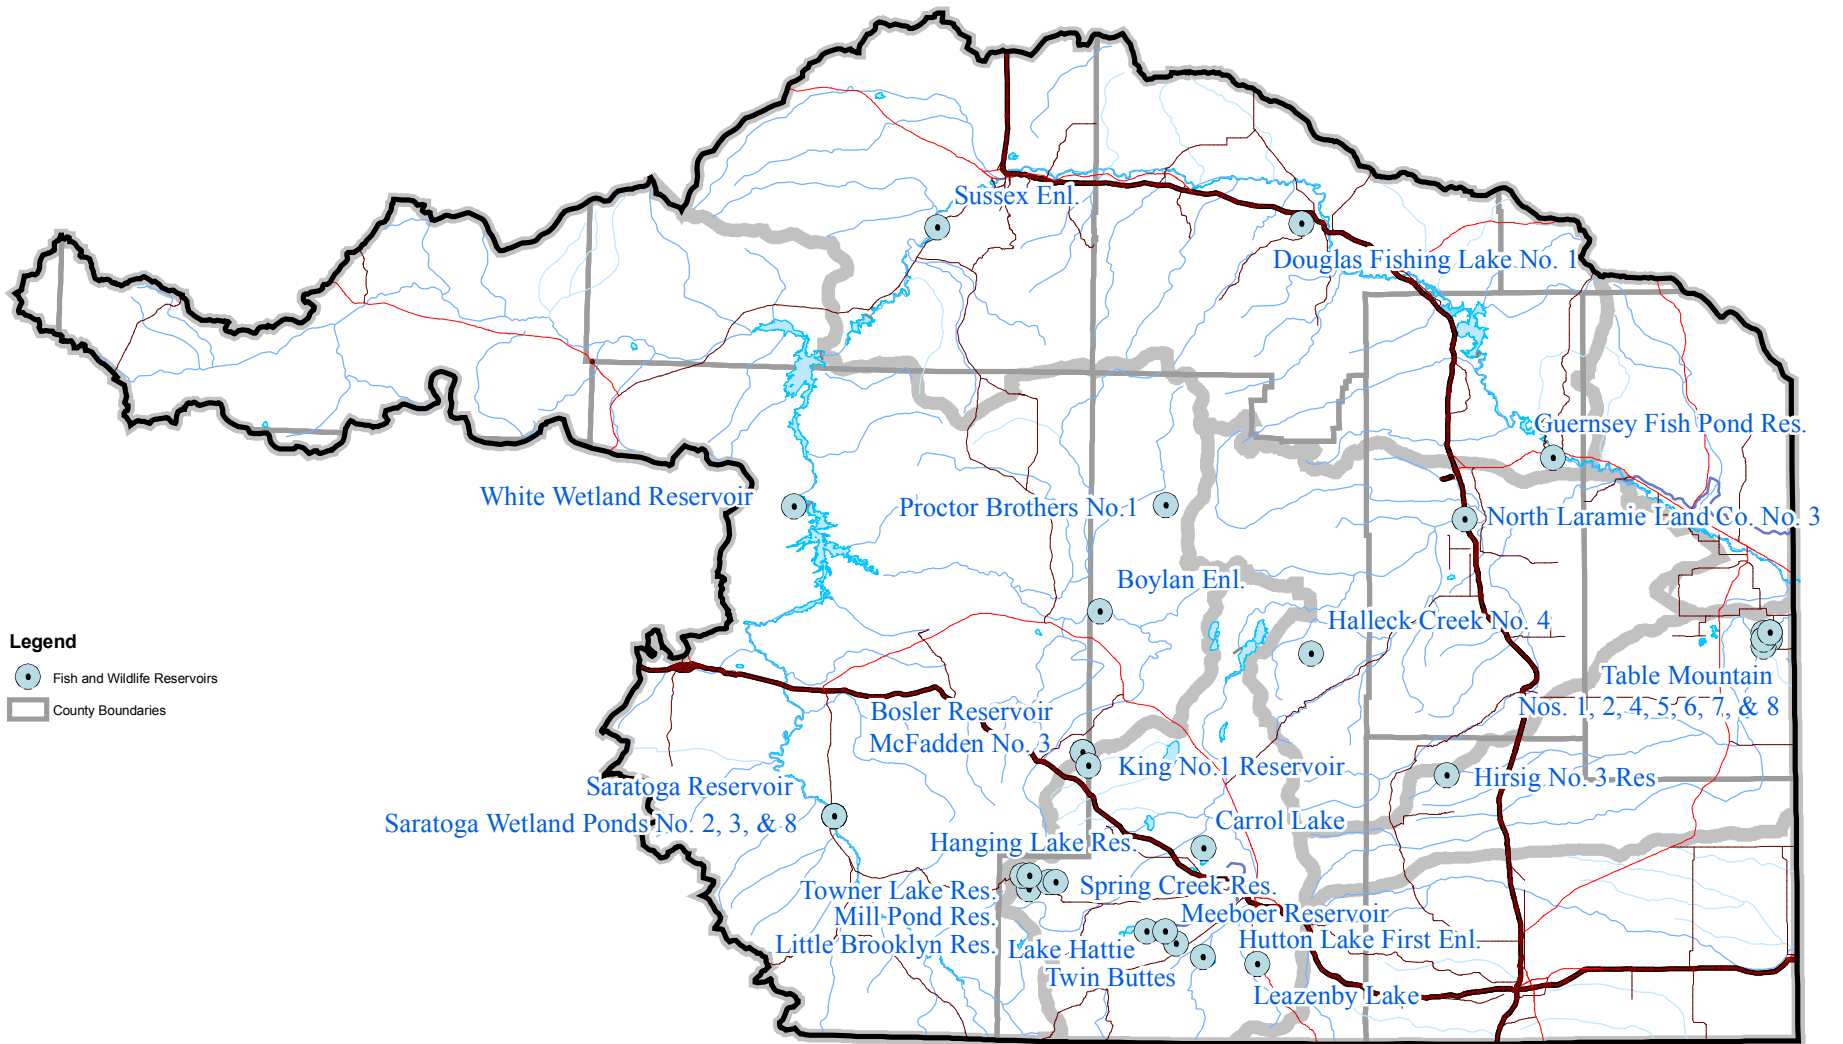 Sussex Enl.
Douglas Fishing Lake No. 1
Guernsey Fish Pond Res.
White Wetland Reservoir
Proctor Brothers No.1
North Laramie Land Co. No. 3
Boylan Enl.
Halleck Creek No. 4
Legend
Fish and Wildlife Reservoirs
County Boundaries
Table Mountain
Nos. 1, 2, 4, 5, 6, 7, & 8
Bosler Reservoir
McFadden No. 3
King No.1 Reservoir
Hirsig No. 3 Res
Saratoga Reservoir
Saratoga Wetland Ponds No. 2, 3, & 8
Carrol Lake
Hanging Lake Res.
Towner Lake Res.
Spring Creek Res.
Mill Pond Res.
Meeboer Reservoir
Little Brooklyn Res.
Lake Hattie
Hutton Lake First Enl.
Twin Buttes
Leazenby Lake